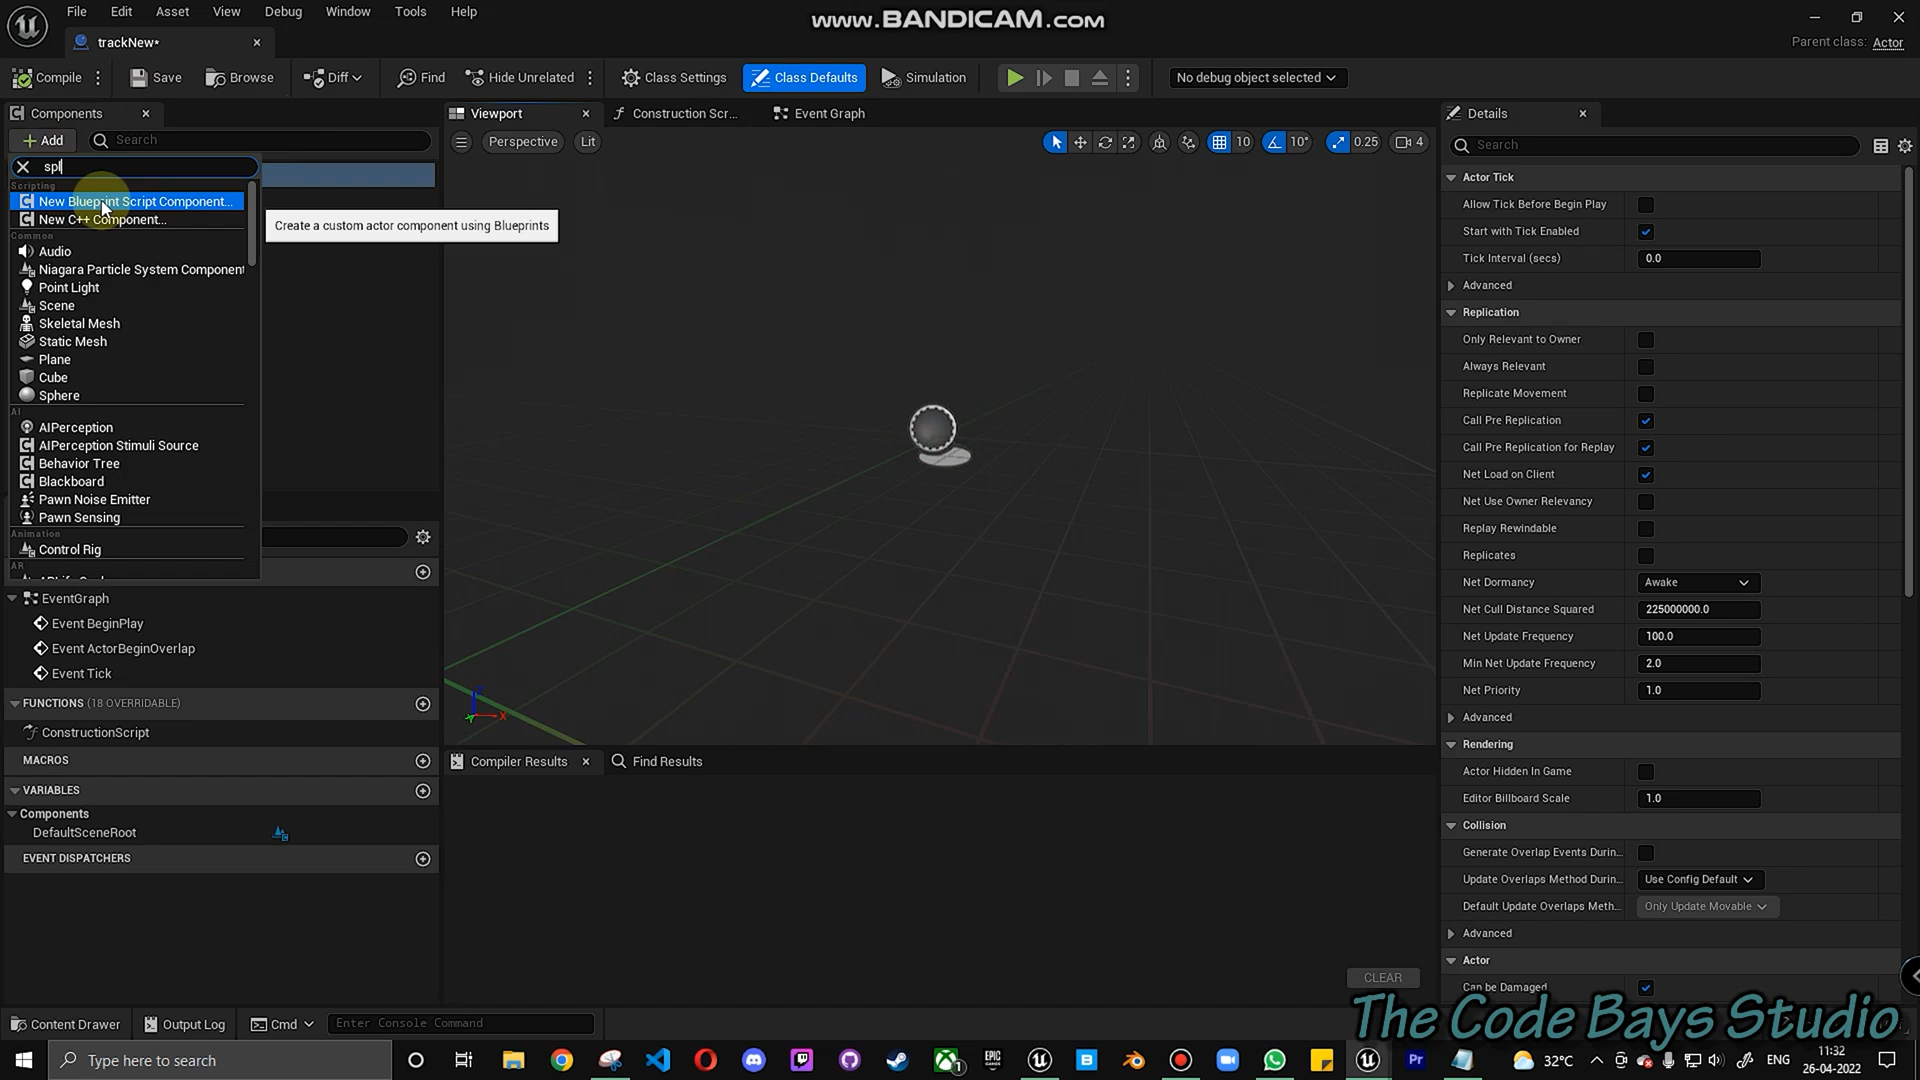 File Edit Asset View Debug Window Tools Help
www.BANDICAM.com
trackNew*
Parent class: Actor
Compile Save Browse Diff Find Hide Unrelated Class Settings Class Defaults Simulation No debug object selected
Components Viewport Construction Scr... Event Graph Details
Add Search Perspective Lit 10 10° 0.25 4 Search
spl
Scripting
New Blueprint Script Component...
New C++ Component...
Create a custom actor component using Blueprints
Common
Audio
Niagara Particle System Component
Point Light
Scene
Skeletal Mesh
Static Mesh
Plane
Cube
Sphere
AI
AIPerception
AIPerception Stimuli Source
Behavior Tree
Blackboard
Pawn Noise Emitter
Pawn Sensing
Animation
Control Rig
AR
EventGraph
Event BeginPlay
Event ActorBeginOverlap
Event Tick
FUNCTIONS (18 OVERRIDABLE)
ConstructionScript
MACROS
VARIABLES
Components
DefaultSceneRoot
EVENT DISPATCHERS
Compiler Results Find Results
CLEAR
Actor Tick
Allow Tick Before Begin Play
Start with Tick Enabled
Tick Interval (secs) 0.0
Advanced
Replication
Only Relevant to Owner
Always Relevant
Replicate Movement
Call Pre Replication
Call Pre Replication for Replay
Net Load on Client
Net Use Owner Relevancy
Replay Rewindable
Replicates
Net Dormancy Awake
Net Cull Distance Squared 225000000.0
Net Update Frequency 100.0
Min Net Update Frequency 2.0
Net Priority 1.0
Advanced
Rendering
Actor Hidden In Game
Editor Billboard Scale 1.0
Collision
Generate Overlap Events Durin...
Update Overlaps Method Durin... Use Config Default
Default Update Overlaps Meth... Only Update Movable
Advanced
Actor
Can be Damaged
Content Drawer Output Log Cmd Enter Console Command
The Code Bays Studio
Type here to search
EPIC
GAMES
Pr
32°C
ENG
11:32
26-04-2022